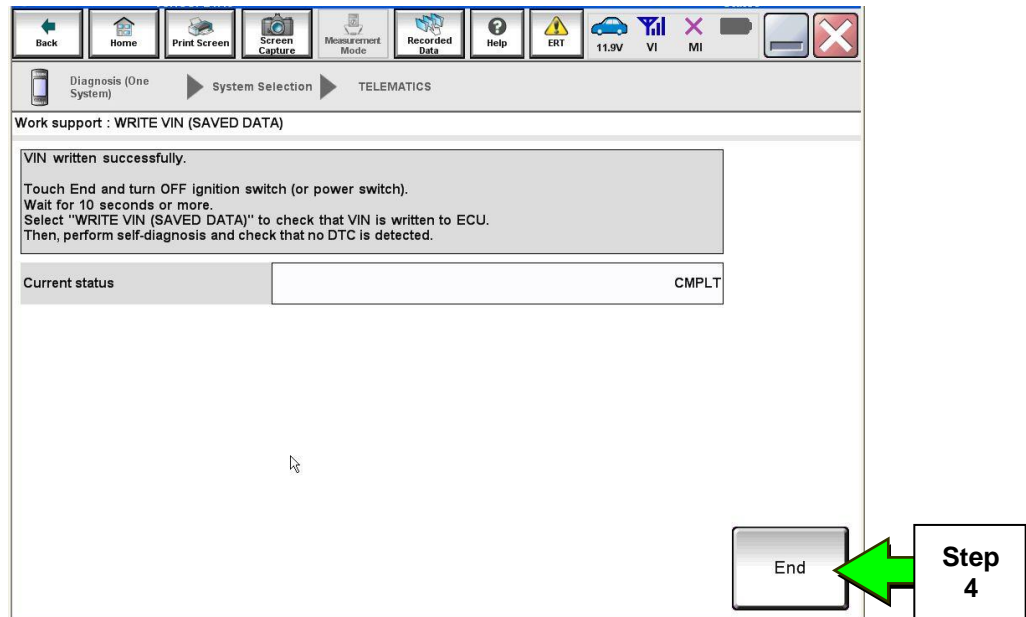 Back
Home
Print Screen
Screen
Capture
Measurement
Mode
Recorded
Data
Help
ERT
11.9V
VI
MI
Diagnosis (One
System)
System Selection
TELEMATICS
Work support : WRITE VIN (SAVED DATA)
VIN written successfully.
Touch End and turn OFF ignition switch (or power switch).
Wait for 10 seconds or more.
Select "WRITE VIN (SAVED DATA)" to check that VIN is written to ECU.
Then, perform self-diagnosis and check that no DTC is detected.
Current status
CMPLT
End
Step
4